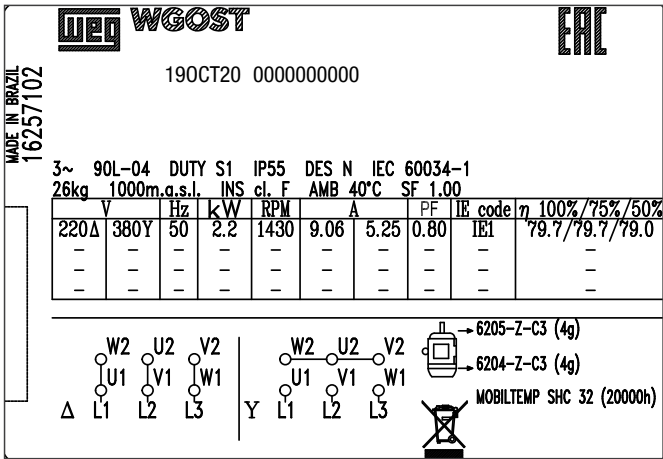 weg WGOST EAC
19OCT20 0000000000
MADE IN BRAZIL
16257102
3~ 90L-04 DUTY S1 IP55 DES N IEC 60034-1
26kg 1000m.a.s.l. INS cl. F AMB 40°C SF 1.00
V Hz kW RPM A PF IE code η 100%/75%/50%
220Δ 380Y 50 2.2 1430 9.06 5.25 0.80 IE1 79.7/79.7/79.0
– – – – – – – – – –
– – – – – – – – – –
– – – – – – – – – –
W2 U2 V2
U1 V1 W1
Δ L1 L2 L3
W2 U2 V2
U1 V1 W1
Y L1 L2 L3
6205-Z-C3 (4g)
6204-Z-C3 (4g)
MOBILTEMP SHC 32 (20000h)